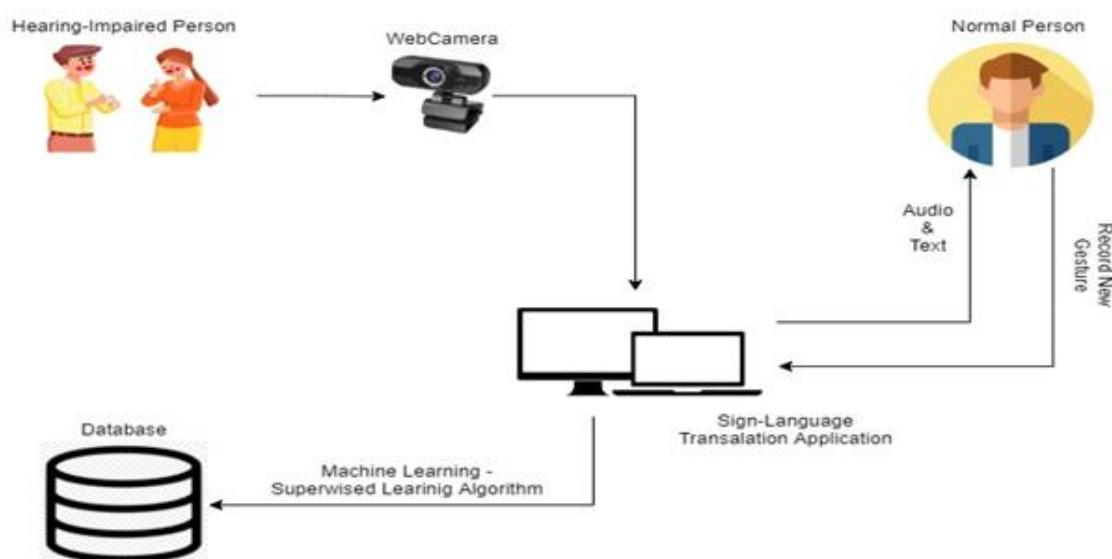 Hearing-Impaired Person
WebCamera
Normal Person
Audio
&
Text
Record New
Gesture
Sign-Language
Transalation Application
Database
Machine Learning -
Superwised Learinig Algorithm